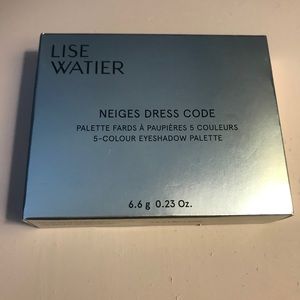 LISE
WATIER
NEIGES DRESS CODE
PALETTE FARDS À PAUPIÈRES 5 COULEURS
5-COLOUR EYESHADOW PALETTE
6.6 g 0.23 Oz.